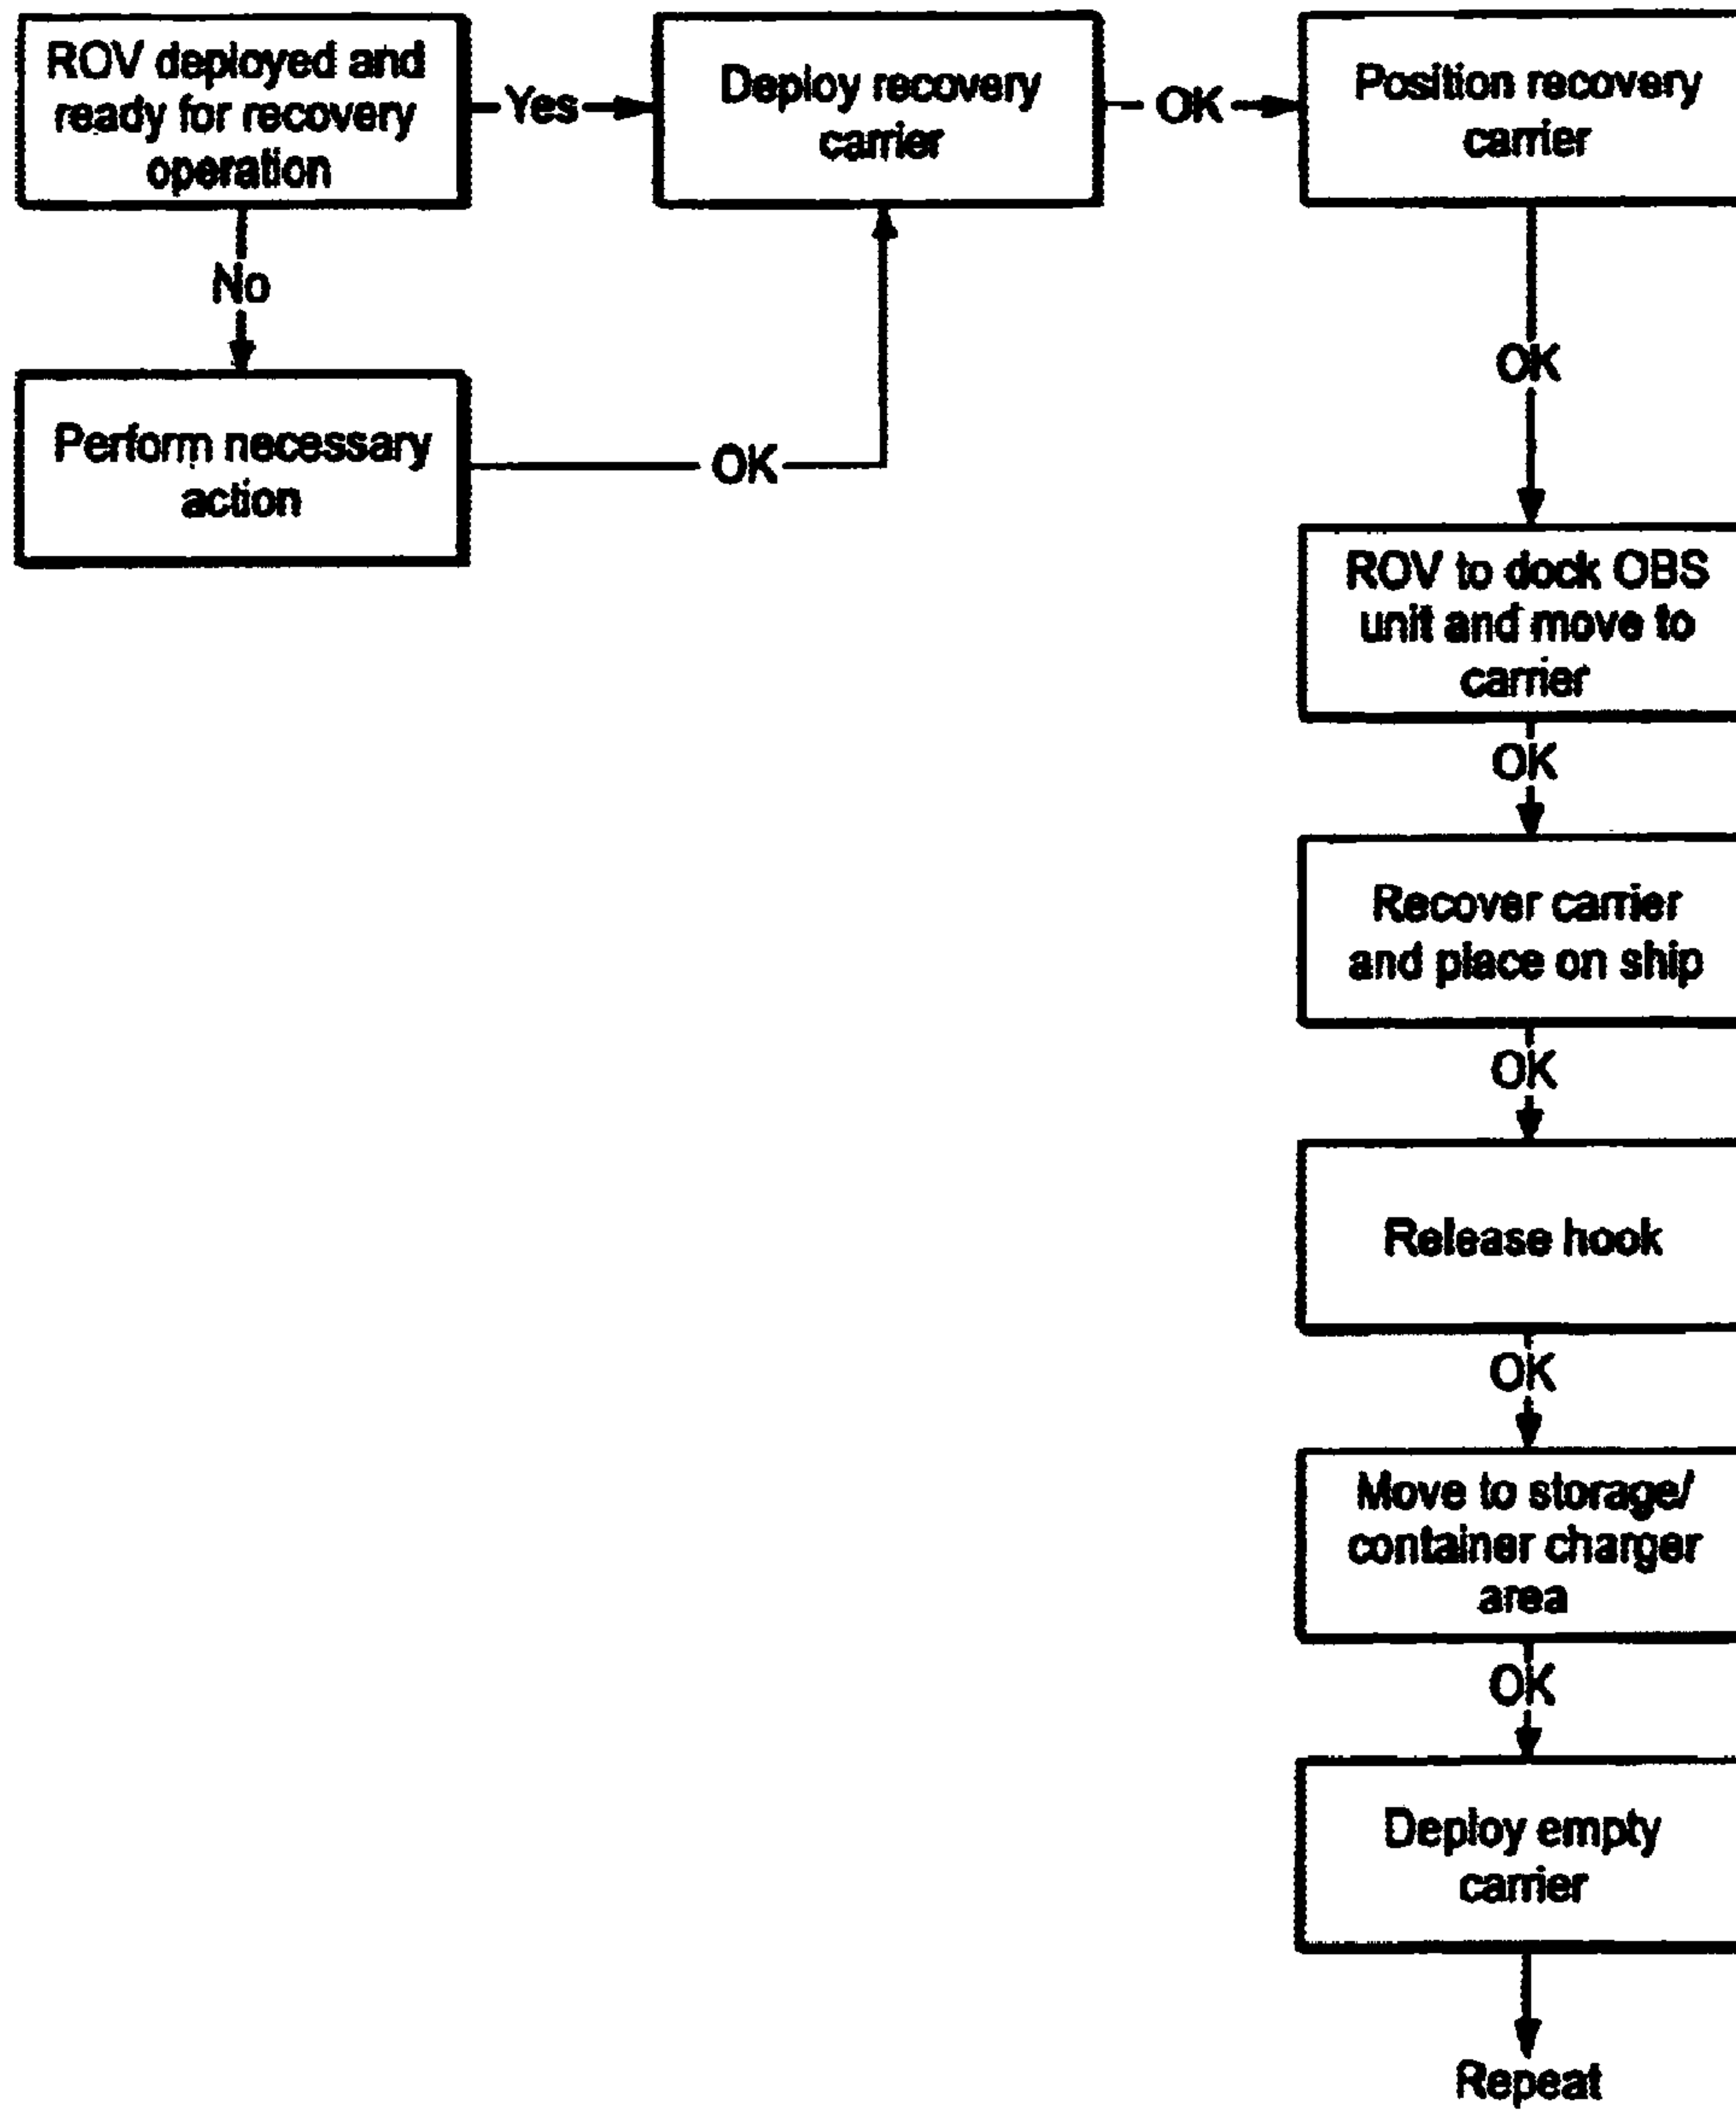 ROV deployed and
ready for recovery
operation
Yes
Deploy recovery
carrier
OK
Position recovery
carrier
No
OK
Perform necessary
action
OK
ROV to dock OBS
unit and move to
carrier
OK
Recover carrier
and place on ship
OK
Release hook
OK
Move to storage/
container charger
area
OK
Deploy empty
carrier
Repeat